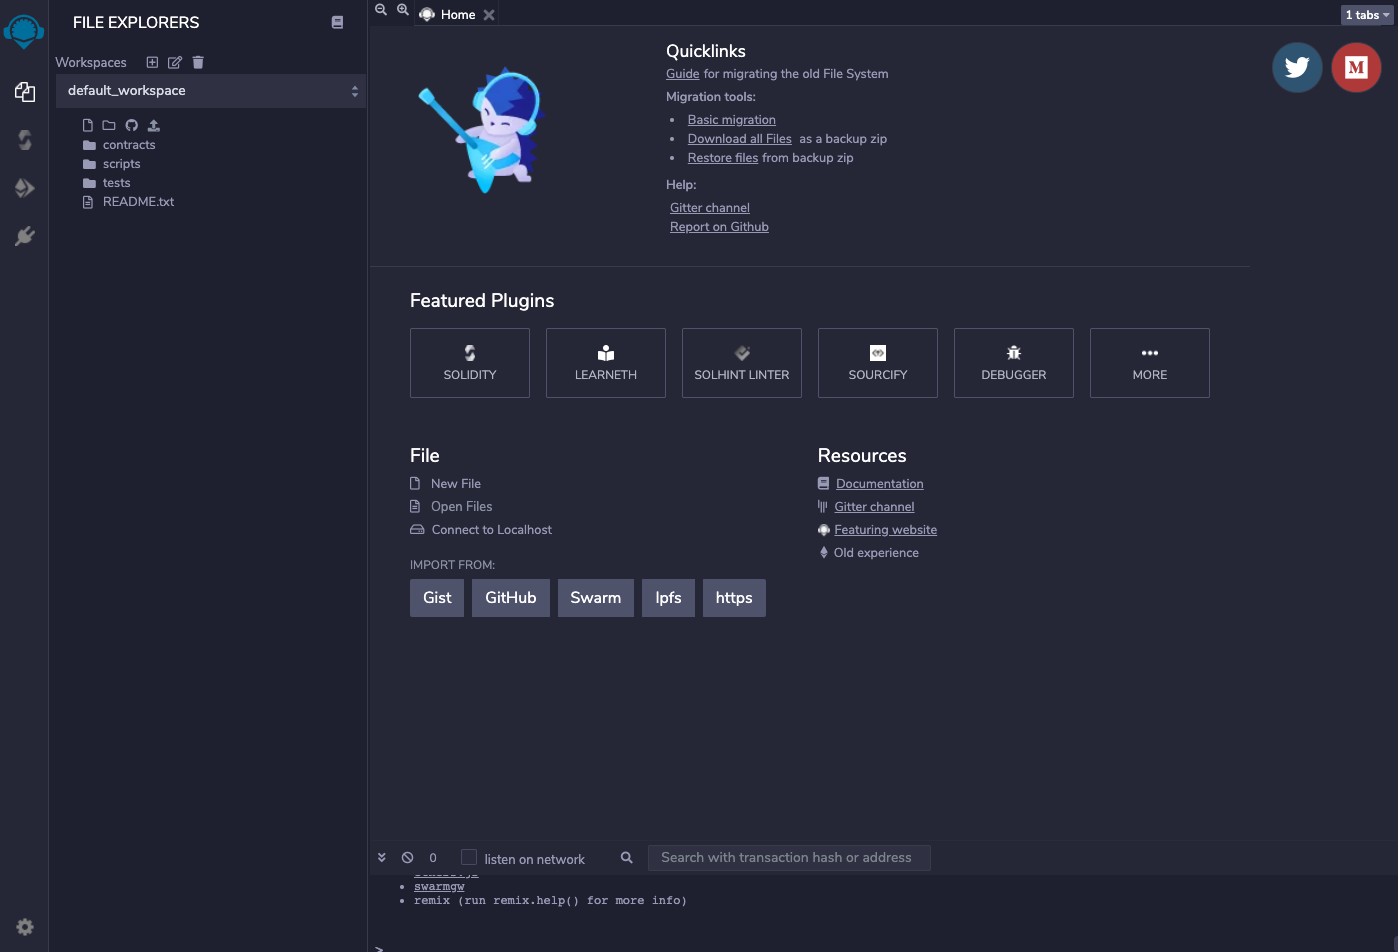 FILE EXPLORERS
Workspaces
default_workspace
contracts
scripts
tests
README.txt
Home
1 tabs
Quicklinks
Guide for migrating the old File System
Migration tools:
• Basic migration
• Download all Files as a backup zip
• Restore files from backup zip
Help:
Gitter channel
Report on Github
M
Featured Plugins
SOLIDITY
LEARNETH
SOLHINT LINTER
SOURCIFY
DEBUGGER
MORE
File
New File
Open Files
Connect to Localhost
IMPORT FROM:
Gist
GitHub
Swarm
Ipfs
https
Resources
Documentation
Gitter channel
Featuring website
Old experience
0
listen on network
Search with transaction hash or address
• swarmgw
• remix (run remix.help() for more info)
>